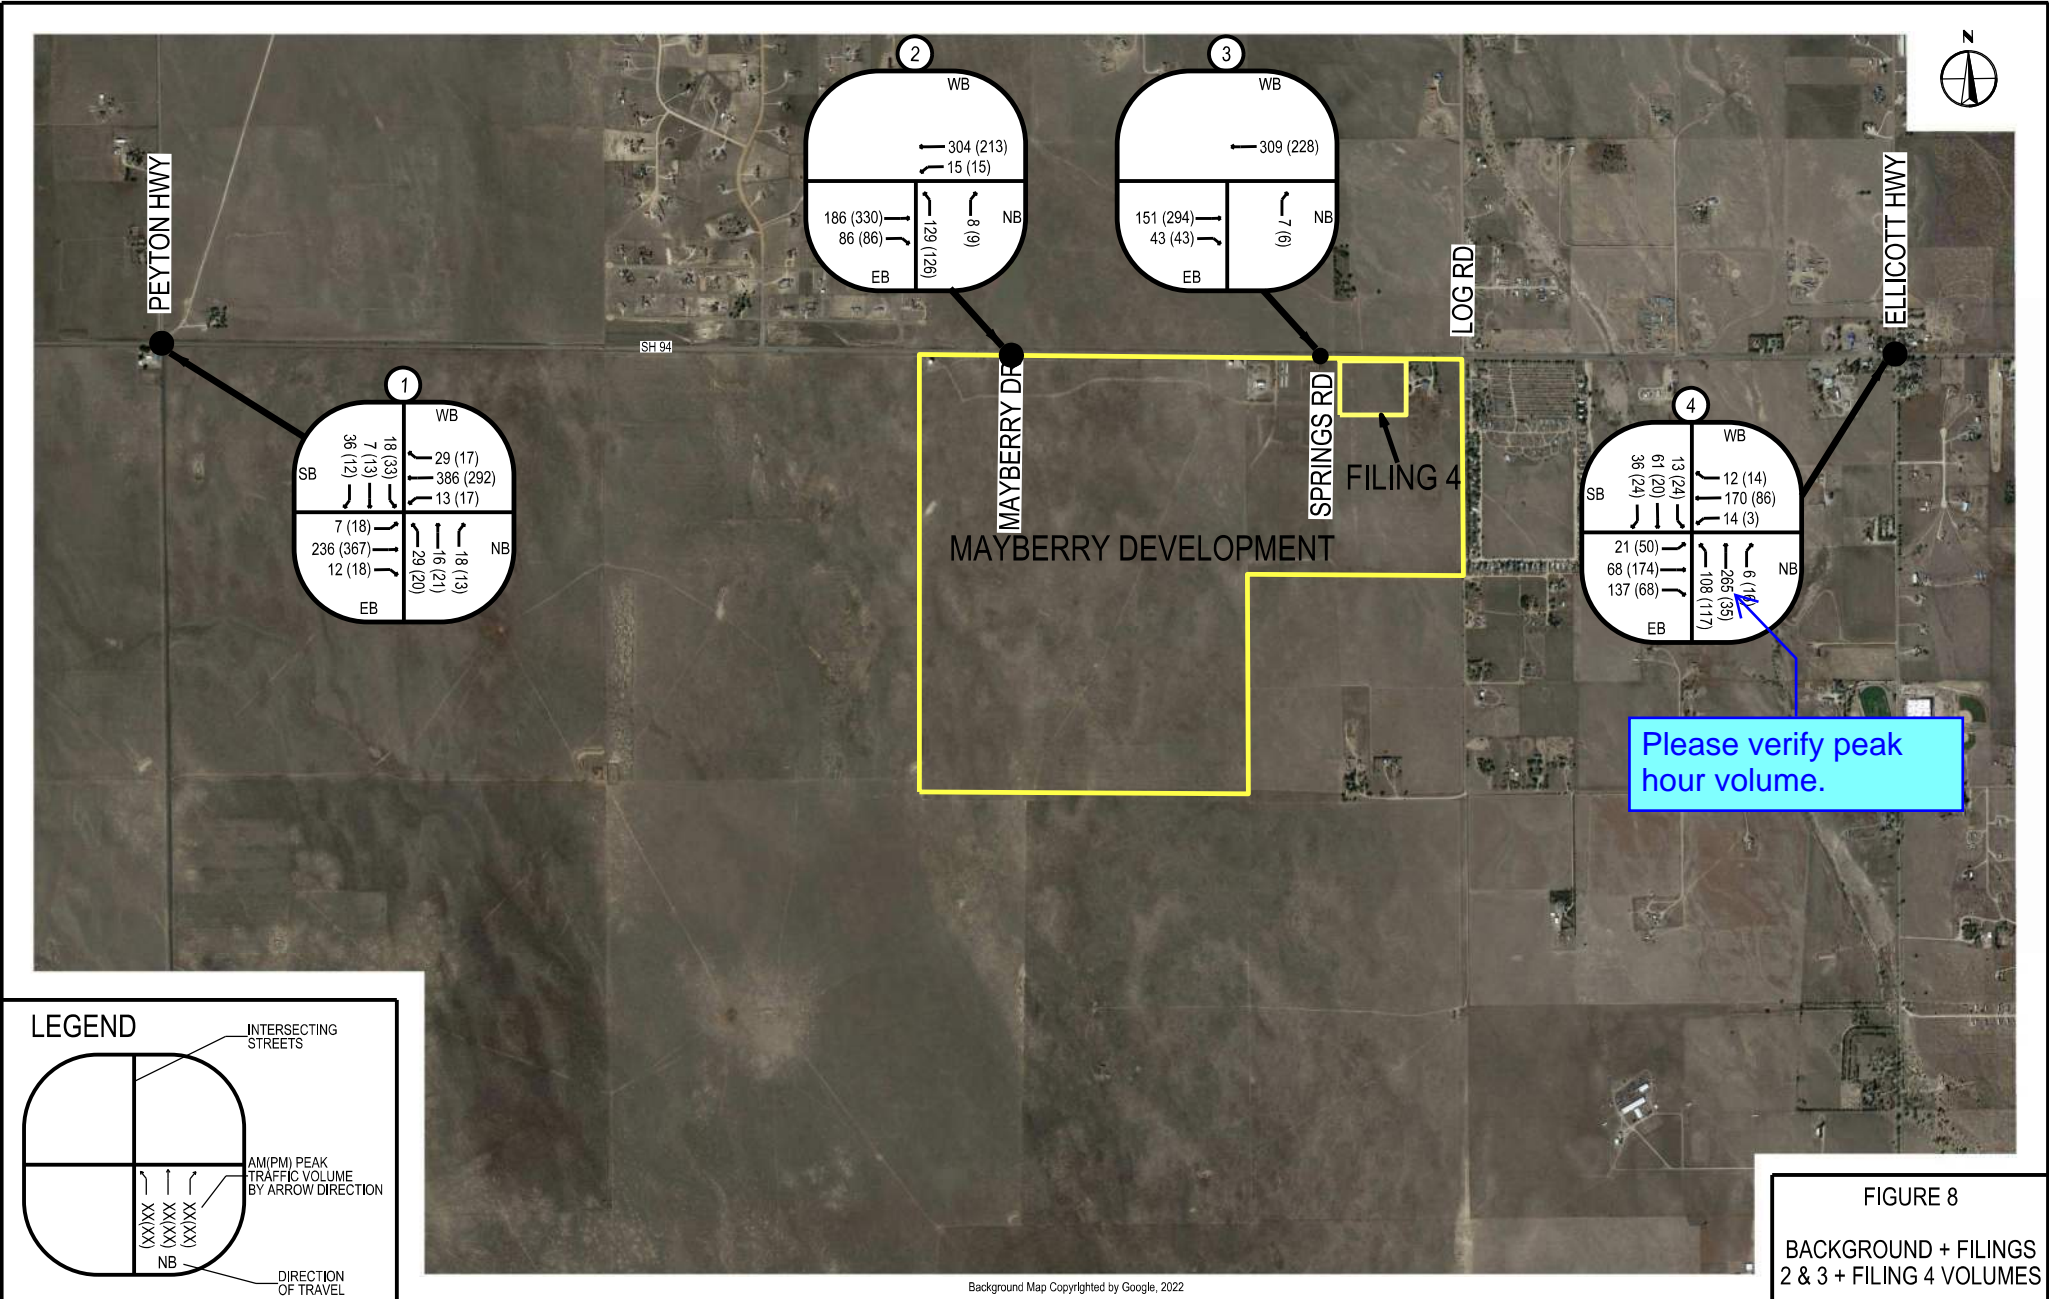 N
2
WB
304 (213)
15 (15)
186 (330)
86 (86)
EB
129 (126)
8 (9)
NB
3
WB
309 (228)
151 (294)
43 (43)
EB
7 (6)
NB
PEYTON HWY
SH 94
MAYBERRY DR
SPRINGS RD
LOG RD
ELLICOTT HWY
FILING 4
MAYBERRY DEVELOPMENT
1
WB
SB
36 (12)
7 (13)
18 (33)
29 (17)
386 (292)
13 (17)
7 (18)
236 (367)
12 (18)
EB
29 (20)
16 (21)
18 (13)
NB
4
WB
SB
36 (24)
61 (20)
13 (24)
12 (14)
170 (86)
14 (3)
21 (50)
68 (174)
137 (68)
EB
108 (117)
265 (35)
6 (16)
NB
Please verify peak
hour volume.
LEGEND
INTERSECTING
STREETS
AM(PM) PEAK
TRAFFIC VOLUME
BY ARROW DIRECTION
XX(XX)
XX(XX)
XX(XX)
NB
DIRECTION
OF TRAVEL
Background Map Copyrighted by Google, 2022
FIGURE 8
BACKGROUND + FILINGS
2 & 3 + FILING 4 VOLUMES